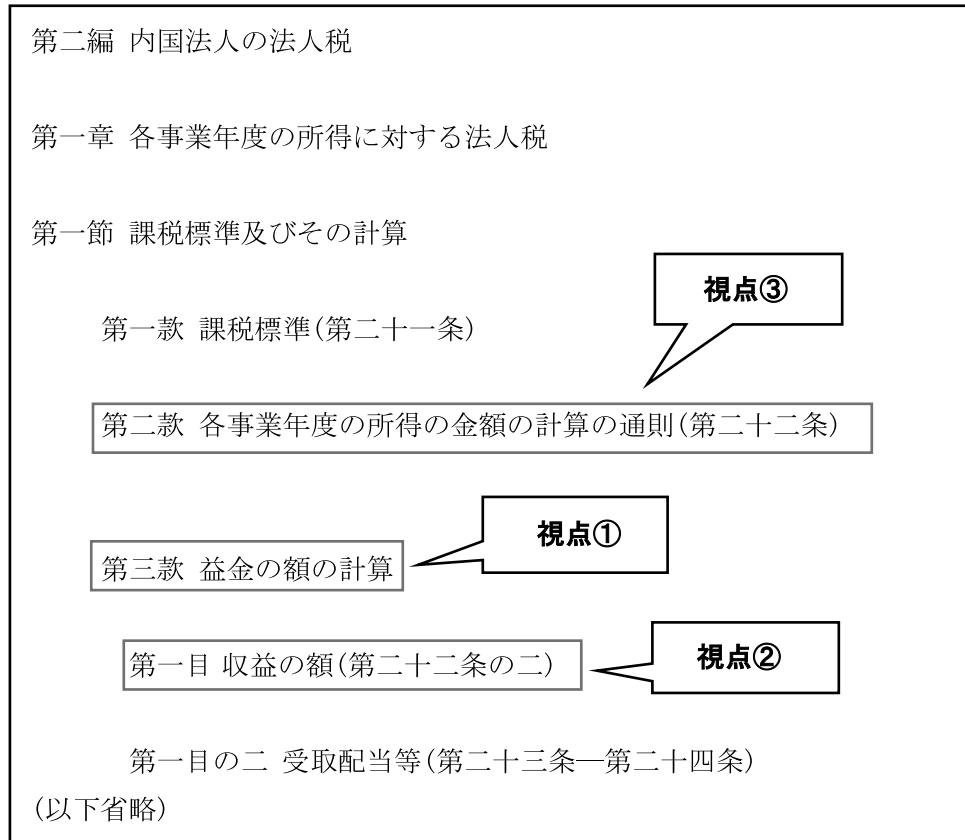 第二編 内国法人の法人税
第一章 各事業年度の所得に対する法人税
第一節 課税標準及びその計算
視点③
第一款 課税標準(第二十一条)
第二款 各事業年度の所得の金額の計算の通則(第二十二条)
視点①
第三款 益金の額の計算
視点②
第一目 収益の額(第二十二条の二)
第一目の二 受取配当等(第二十三条―第二十四条)
(以下省略)